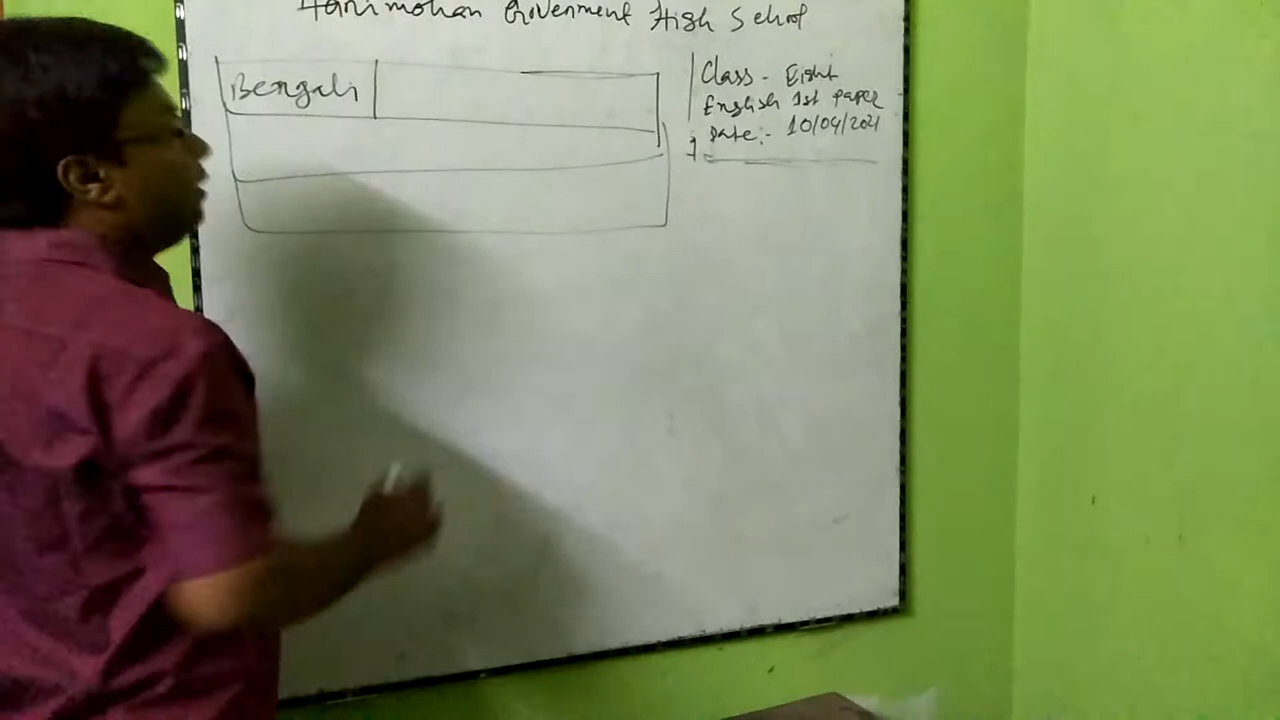 Harimohan Government High School
Bengali
Class - Eight
English 1st paper
Date:- 10/04/2021